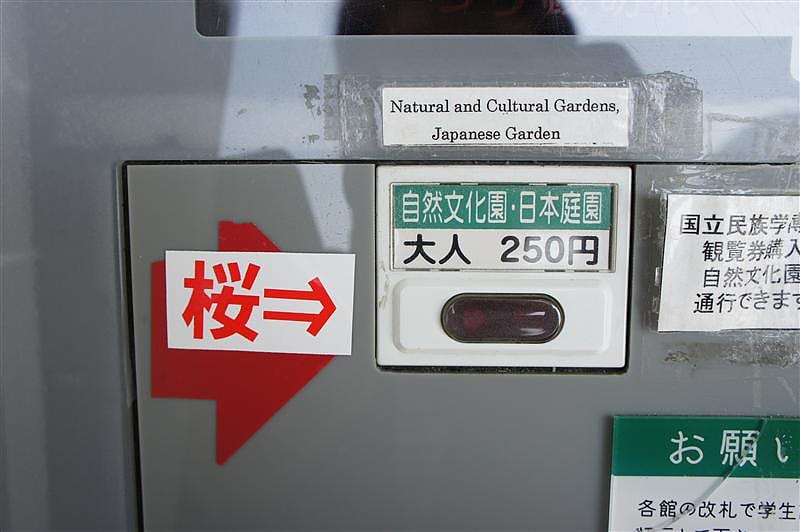 Natural and Cultural Gardens,
Japanese Garden
自然文化園・日本庭園
大人 250円
桜⇒
国立民族学
観覧券購入
自然文化園
通行できます
お願い
各館の改札で学生